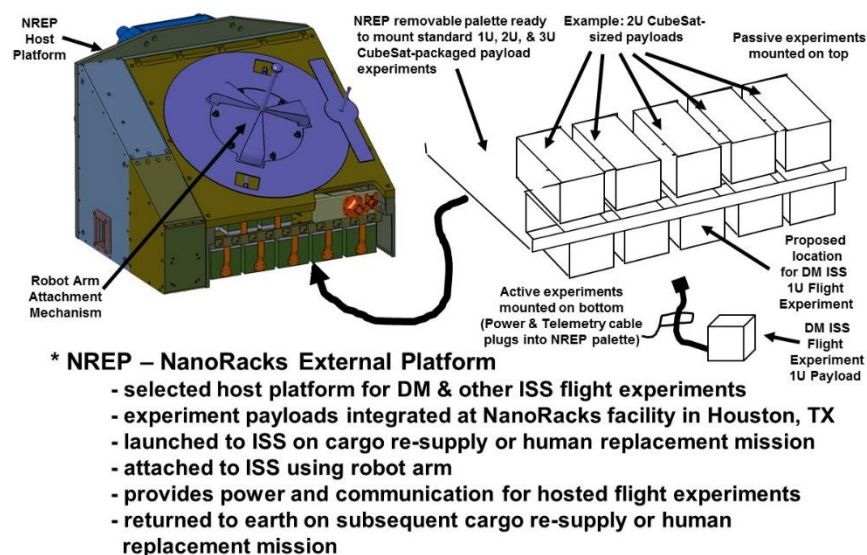 NREP
Host
Platform
NREP removable palette ready
to mount standard 1U, 2U, & 3U
CubeSat-packaged payload
experiments
Example: 2U CubeSat-
sized payloads
Passive experiments
mounted on top
Robot Arm
Attachment
Mechanism
Active experiments
mounted on bottom
(Power & Telemetry cable
plugs into NREP palette)
Proposed
location
for DM ISS
1U Flight
Experiment
DM ISS
Flight
Experiment
1U Payload
* NREP – NanoRacks External Platform
- selected host platform for DM & other ISS flight experiments
- experiment payloads integrated at NanoRacks facility in Houston, TX
- launched to ISS on cargo re-supply or human replacement mission
- attached to ISS using robot arm
- provides power and communication for hosted flight experiments
- returned to earth on subsequent cargo re-supply or human
replacement mission